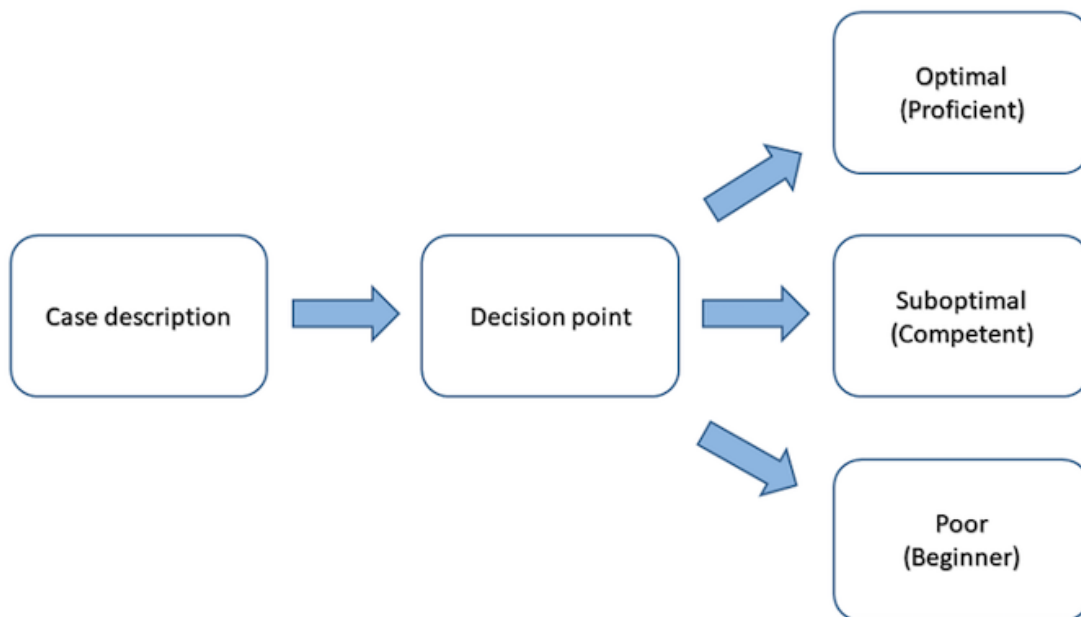 Case description
Decision point
Optimal
(Proficient)
Suboptimal
(Competent)
Poor
(Beginner)